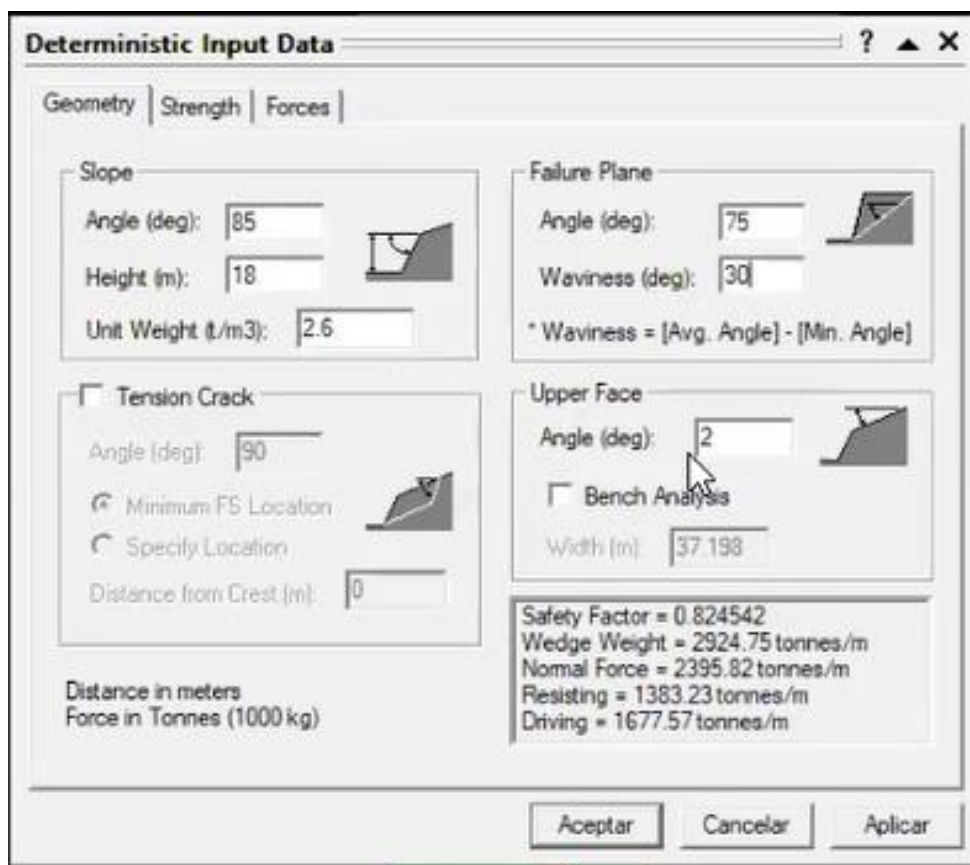 Deterministic Input Data ? ▲ ✕
Geometry Strength Forces
Slope
Angle (deg): 85
Height (m): 18
Unit Weight (t/m3): 2.6
Tension Crack
Angle (deg): 90
Minimum FS Location
Specify Location
Distance from Crest (m): 0
Distance in meters
Force in Tonnes (1000 kg)
Failure Plane
Angle (deg): 75
Waviness (deg): 30
* Waviness = [Avg. Angle] - [Min. Angle]
Upper Face
Angle (deg): 2
Bench Analysis
Width (m): 37.198
Safety Factor = 0.824542
Wedge Weight = 2924.75 tonnes/m
Normal Force = 2395.82 tonnes/m
Resisting = 1383.23 tonnes/m
Driving = 1677.57 tonnes/m
Aceptar Cancelar Aplicar